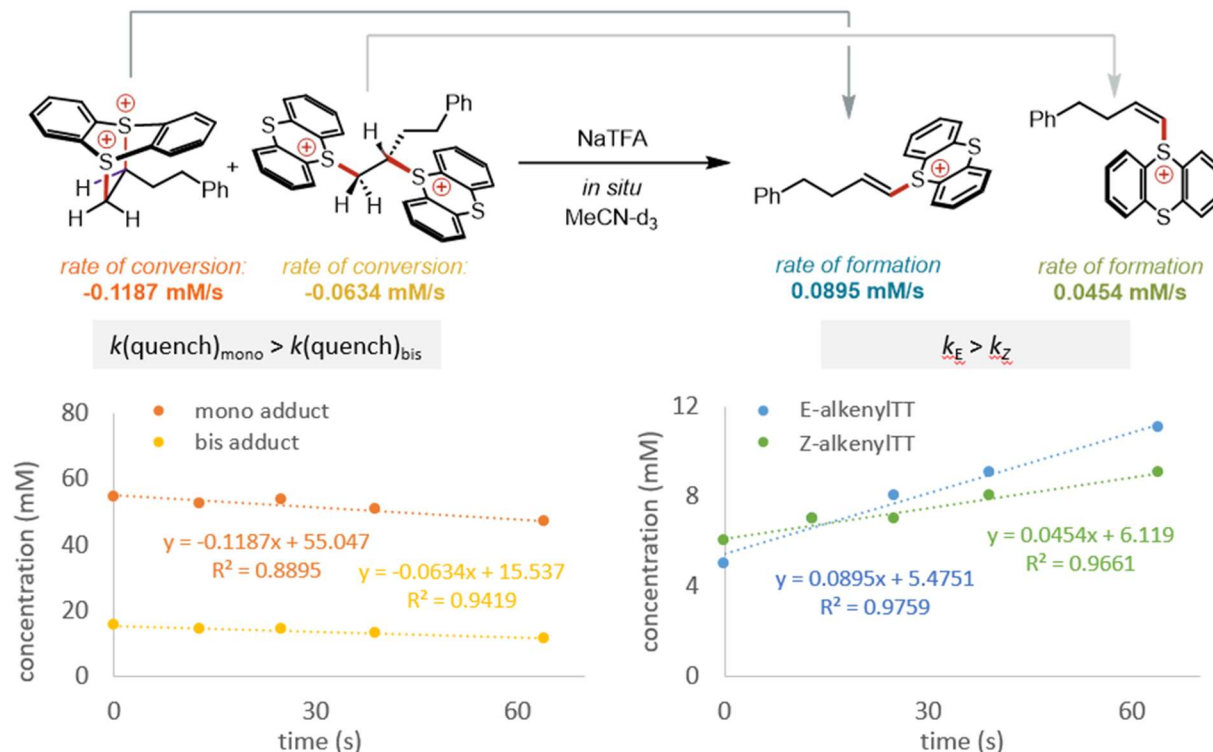 S
S
Ph
H
H
H
+
S
S
H
Ph
H
H
S
S
NaTFA
in situ
MeCN-d3
Ph
S
S
Ph
S
S
rate of conversion:
-0.1187 mM/s
rate of conversion:
-0.0634 mM/s
rate of formation
0.0895 mM/s
rate of formation
0.0454 mM/s
k(quench)mono > k(quench)bis
kE > kZ
80
60
40
20
0
concentration (mM)
mono adduct
bis adduct
y = -0.1187x + 55.047
R² = 0.8895
y = -0.0634x + 15.537
R² = 0.9419
0
30
60
time (s)
12
8
4
0
concentration (mM)
E-alkenylTT
Z-alkenylTT
y = 0.0895x + 5.4751
R² = 0.9759
y = 0.0454x + 6.119
R² = 0.9661
0
30
60
time (s)